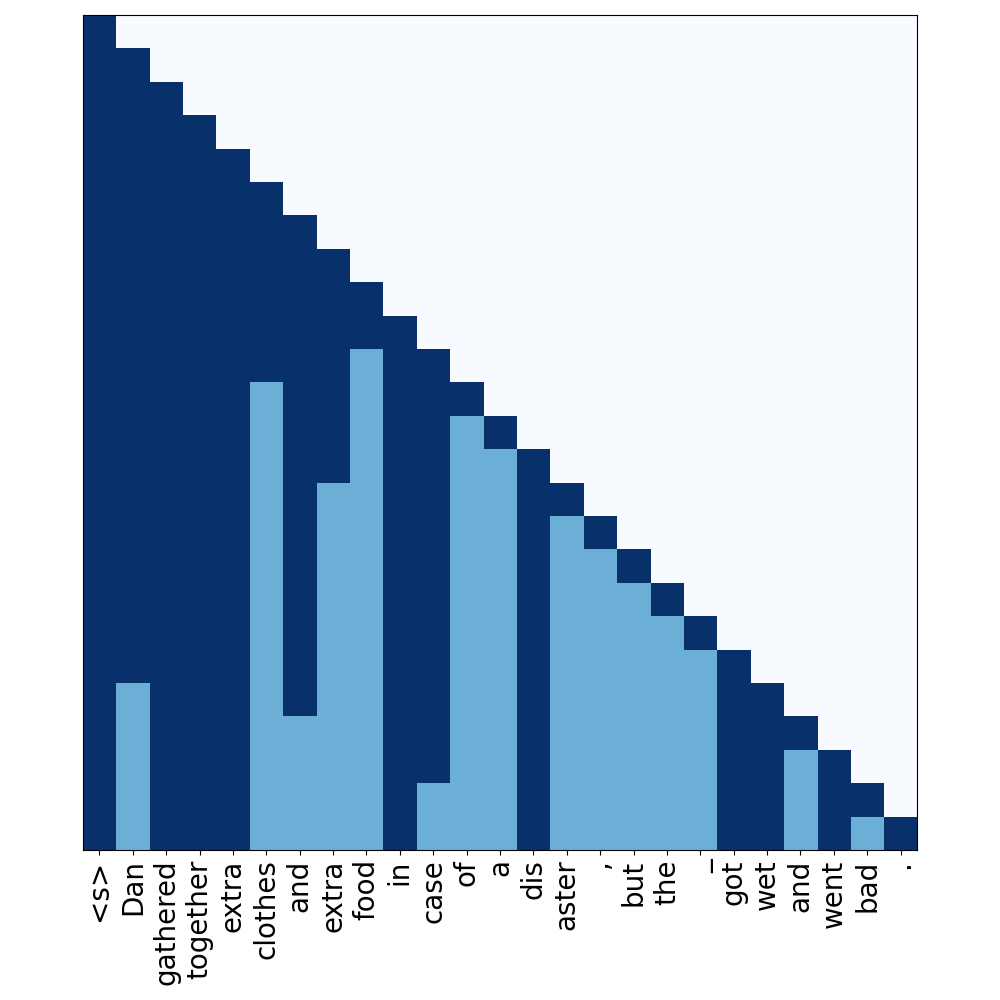 <s> Dan gathered together extra clothes and extra food in case of a dis aster , but the _ got wet and went bad .